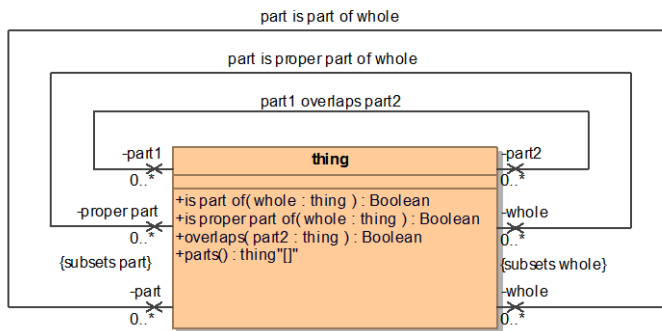 part is part of whole
part is proper part of whole
part1 overlaps part2
-part1
thing
-part2
0..*
0..*
+is part of( whole : thing ) : Boolean
+is proper part of( whole : thing ) : Boolean
-proper part
-whole
+overlaps( part2 : thing ) : Boolean
0..*
0..*
+parts() : thing"[]"
{subsets part}
{subsets whole}
-part
-whole
0..*
0..*